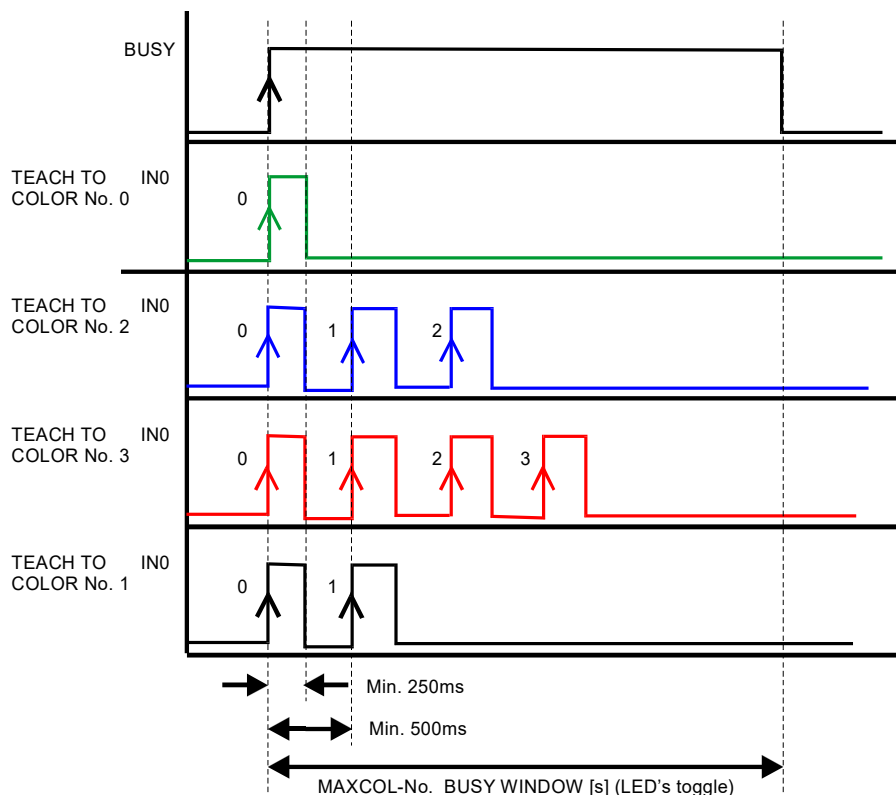 BUSY
TEACH TO IN0
COLOR No. 0 0
TEACH TO IN0
COLOR No. 2 0 1 2
TEACH TO IN0
COLOR No. 3
0 1 2 3
TEACH TO IN0
COLOR No. 1 0 1
Min. 250ms
Min. 500ms
MAXCOL-No. BUSY WINDOW [s] (LED's toggle)